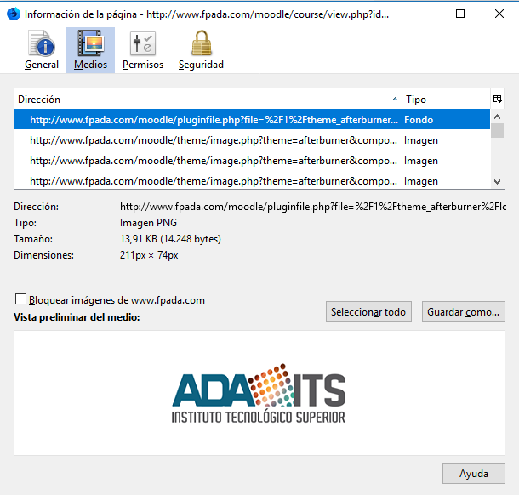 Información de la página - http://www.fpada.com/moodle/course/view.php?id...
General Medios Permisos Seguridad
Dirección Tipo
http://www.fpada.com/moodle/pluginfile.php?file=%2F1%2Ftheme_afterburner... Fondo
http://www.fpada.com/moodle/theme/image.php?theme=afterburner&compo... Imagen
http://www.fpada.com/moodle/theme/image.php?theme=afterburner&compo... Imagen
http://www.fpada.com/moodle/theme/image.php?theme=afterburner&compo... Imagen
Dirección: http://www.fpada.com/moodle/pluginfile.php?file=%2F1%2Ftheme_afterburner%2Flo
Tipo: Imagen PNG
Tamaño: 13,91 KB (14.248 bytes)
Dimensiones: 211px × 74px
Bloquear imágenes de www.fpada.com
Vista preliminar del medio: Seleccionar todo Guardar como...
ADA ITS
INSTITUTO TECNOLÓGICO SUPERIOR
Ayuda